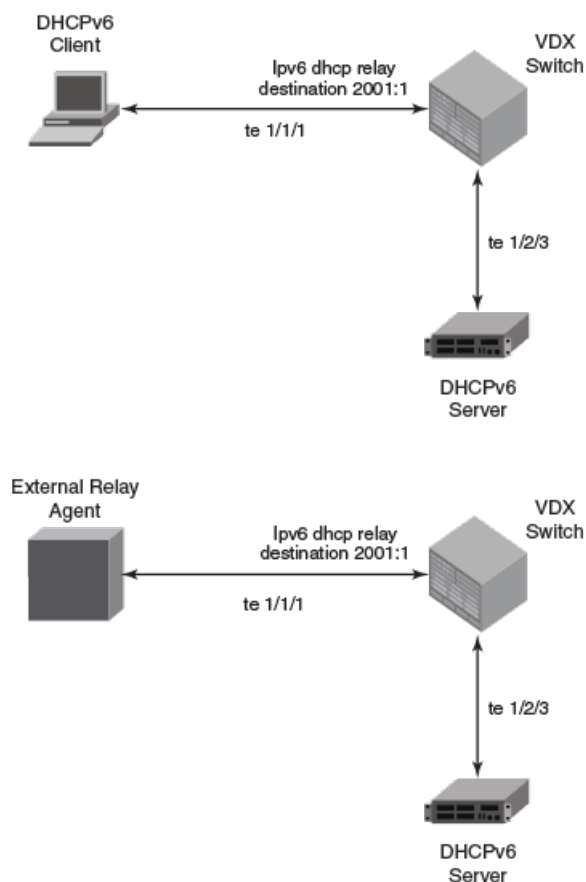 DHCPv6
Client
VDX
Switch
Ipv6 dhcp relay
destination 2001:1
te 1/1/1
te 1/2/3
DHCPv6
Server
External Relay
Agent
VDX
Switch
Ipv6 dhcp relay
destination 2001:1
te 1/1/1
te 1/2/3
DHCPv6
Server